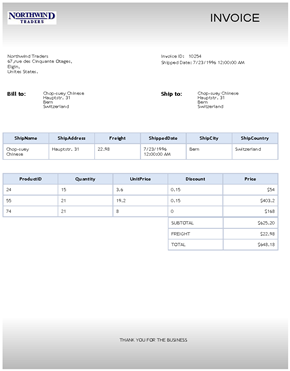 NORTHWIND
TRADERS
INVOICE
Northwind Traders
67,rue des Cinquante Otages,
Elgin,
Unites States.
Invoice ID: 10254
Shipped Date: 7/23/1996 12:00:00 AM
Bill to:
Chop-suey Chinese
Hauptstr. 31
Bern
Switzerland
Ship to:
Chop-suey Chinese
Hauptstr. 31
Bern
Switzerland
ShipName ShipAddress Freight ShippedDate ShipCity ShipCountry
Chop-suey Chinese Hauptstr. 31 22.98 7/23/1996 12:00:00 AM Bern Switzerland
ProductID Quantity UnitPrice Discount Price
24 15 3.6 0.15 $54
55 21 19.2 0.15 $403.2
74 21 8 0 $168
SUBTOTAL $625.20
FREIGHT $22.98
TOTAL $648.18
THANK YOU FOR THE BUSINESS